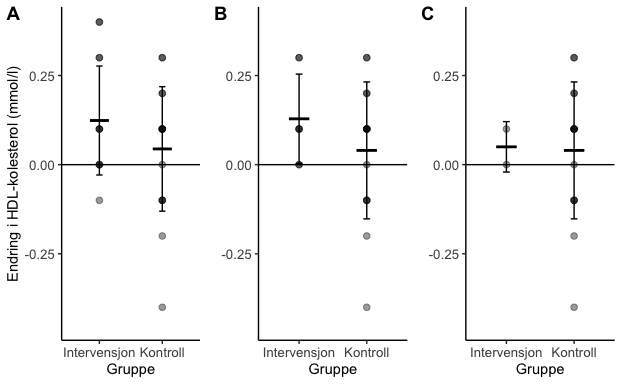 A
B
C
Endring i HDL-kolesterol (mmol/l)
0.25
0.00
-0.25
Intervensjon Kontroll
Gruppe
0.25
0.00
-0.25
Intervensjon Kontroll
Gruppe
0.25
0.00
-0.25
Intervensjon Kontroll
Gruppe